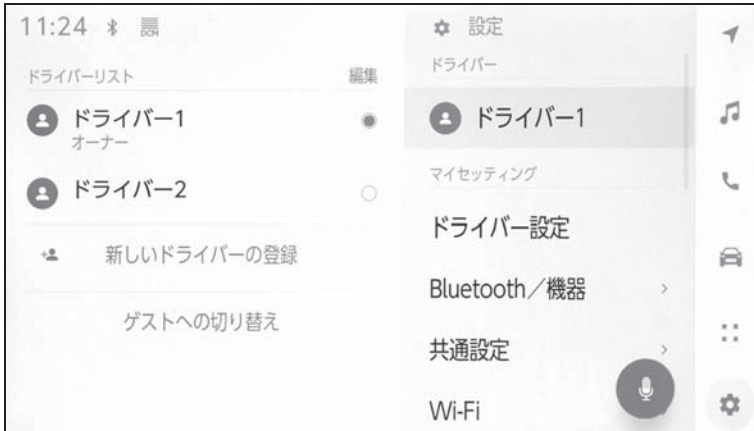 11:24
DCM
ドライバーリスト 編集
ドライバー1
オーナー
ドライバー2
新しいドライバーの登録
ゲストへの切り替え
設定
ドライバー
ドライバー1
マイセッティング
ドライバー設定
Bluetooth／機器
共通設定
Wi-Fi